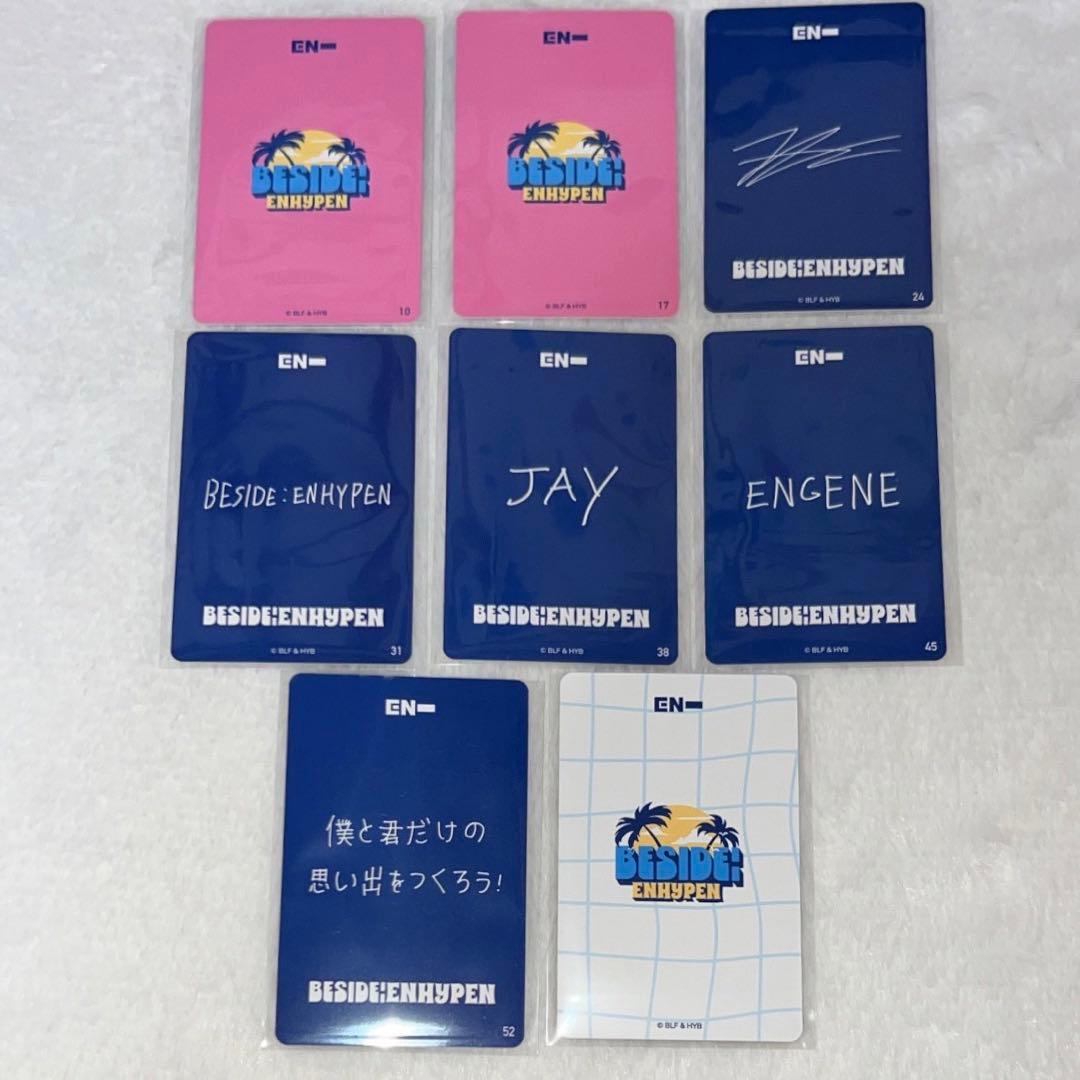 EN-
BESIDE:
ENHYPEN
© BLF & HYB
10
EN-
BESIDE:
ENHYPEN
© BLF & HYB
17
EN-
BESIDE:ENHYPEN
© BLF & HYB
24
EN-
BESIDE:ENHYPEN
BESIDE:ENHYPEN
© BLF & HYB
31
EN-
JAY
BESIDE:ENHYPEN
© BLF & HYB
38
EN-
ENGENE
BESIDE:ENHYPEN
© BLF & HYB
45
EN-
僕と君だけの
思い出をつくろう!
BESIDE:ENHYPEN
52
EN-
BESIDE:
ENHYPEN
© BLF & HYB